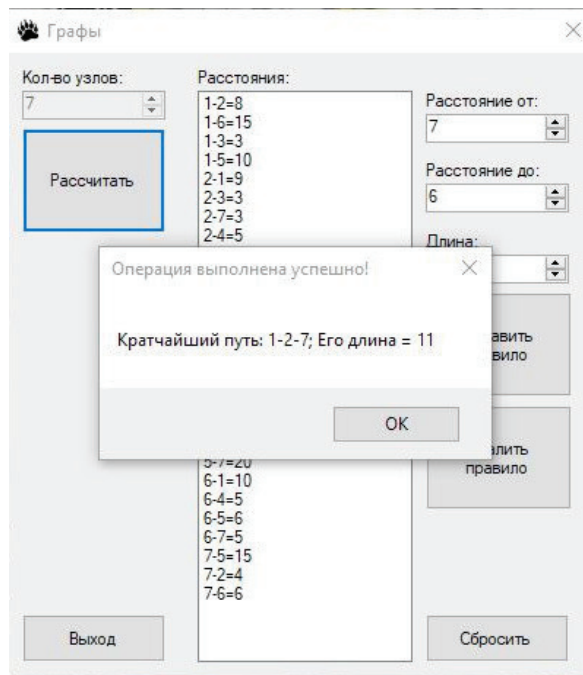 Графы
Кол-во узлов:
7
Рассчитать
Расстояния:
1-2=8
1-6=15
1-3=3
1-5=10
2-1=9
2-3=3
2-7=3
2-4=5
Расстояние от:
7
Расстояние до:
6
Длина:
Операция выполнена успешно!
Кратчайший путь: 1-2-7; Его длина = 11
OK
правило
5-7=20
6-1=10
6-4=5
6-5=6
6-7=5
7-5=15
7-2=4
7-6=6
Выход
Сбросить